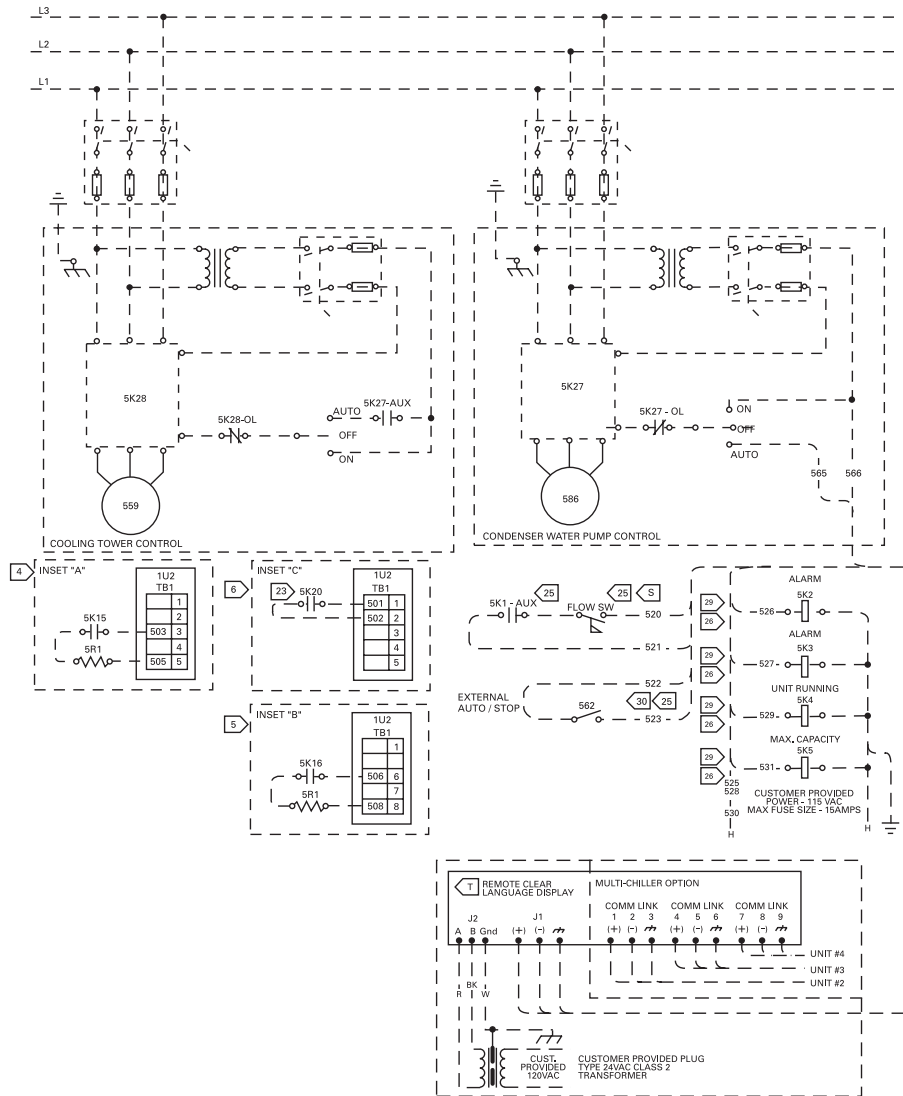 L3
L2
L1
5K28
5K28-OL
AUTO
5K27-AUX
OFF
ON
559
COOLING TOWER CONTROL
5K27
5K27 - OL
ON
OFF
AUTO
565
566
586
CONDENSER WATER PUMP CONTROL
4
INSET "A"
1U2
TB1
1
2
5K15
503
3
4
5R1
505
5
6
INSET "C"
23
5K20
1U2
TB1
501
1
502
2
3
4
5
5
INSET "B"
1U2
TB1
1
5K16
506
6
7
5R1
508
8
25
5K1 - AUX
FLOW SW
25
S
520
521
522
EXTERNAL
AUTO / STOP
562
30
25
523
ALARM
29
26
526
5K2
ALARM
29
26
527
5K3
UNIT RUNNING
29
26
529
5K4
MAX. CAPACITY
29
26
531
5K5
525
528
530
H
CUSTOMER PROVIDED
POWER - 115 VAC
MAX FUSE SIZE - 15AMPS
H
T
REMOTE CLEAR
LANGUAGE DISPLAY
MULTI-CHILLER OPTION
J2
J1
COMM LINK
COMM LINK
COMM LINK
1 2 3 4 5 6 7 8 9
A B Gnd (+) (-) (+) (-) (+) (-) (+) (-)
UNIT #4
UNIT #3
UNIT #2
R
BK
W
CUST.
PROVIDED
120VAC
CUSTOMER PROVIDED PLUG
TYPE 24VAC CLASS 2
TRANSFORMER